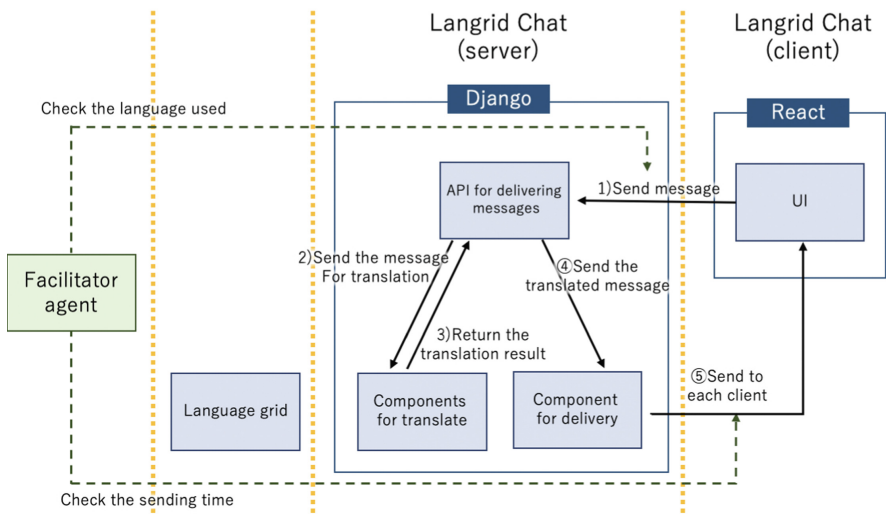 Langrid Chat
(server)
Langrid Chat
(client)
Django
React
Check the language used
API for delivering
messages
1)Send message
UI
2)Send the message
For translation
④Send the
translated message
Facilitator
agent
3)Return the
translation result
⑤Send to
each client
Language grid
Components
for translate
Component
for delivery
Check the sending time